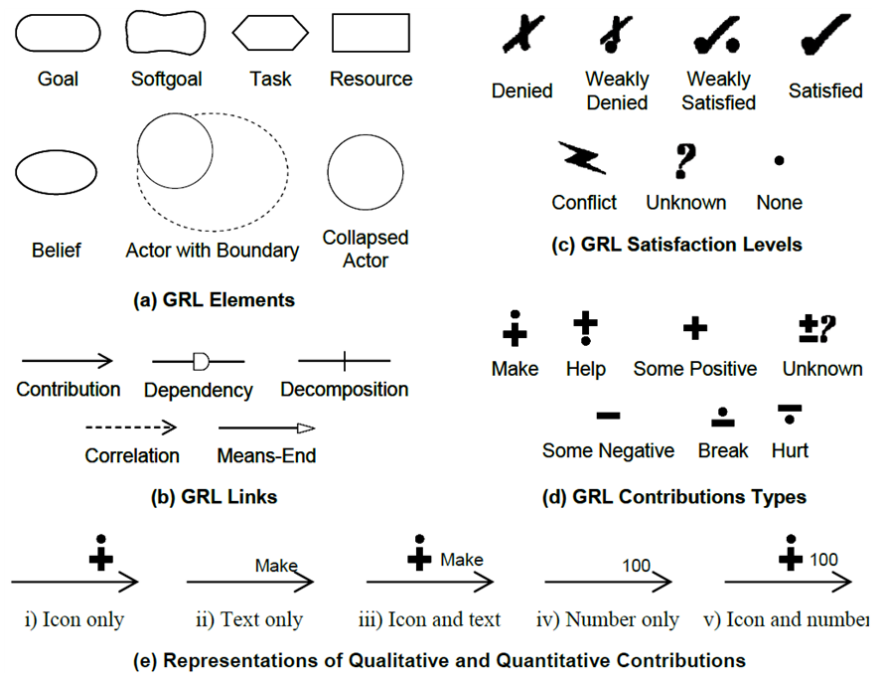 Goal Softgoal Task Resource
Belief Actor with Boundary Collapsed
Actor
(a) GRL Elements
Denied Weakly
Denied Weakly
Satisfied Satisfied
Conflict Unknown None
(c) GRL Satisfaction Levels
Contribution Dependency Decomposition
Correlation Means-End
(b) GRL Links
Make Help Some Positive Unknown
Some Negative Break Hurt
(d) GRL Contributions Types
Make Make 100 100
i) Icon only ii) Text only iii) Icon and text iv) Number only v) Icon and number
(e) Representations of Qualitative and Quantitative Contributions